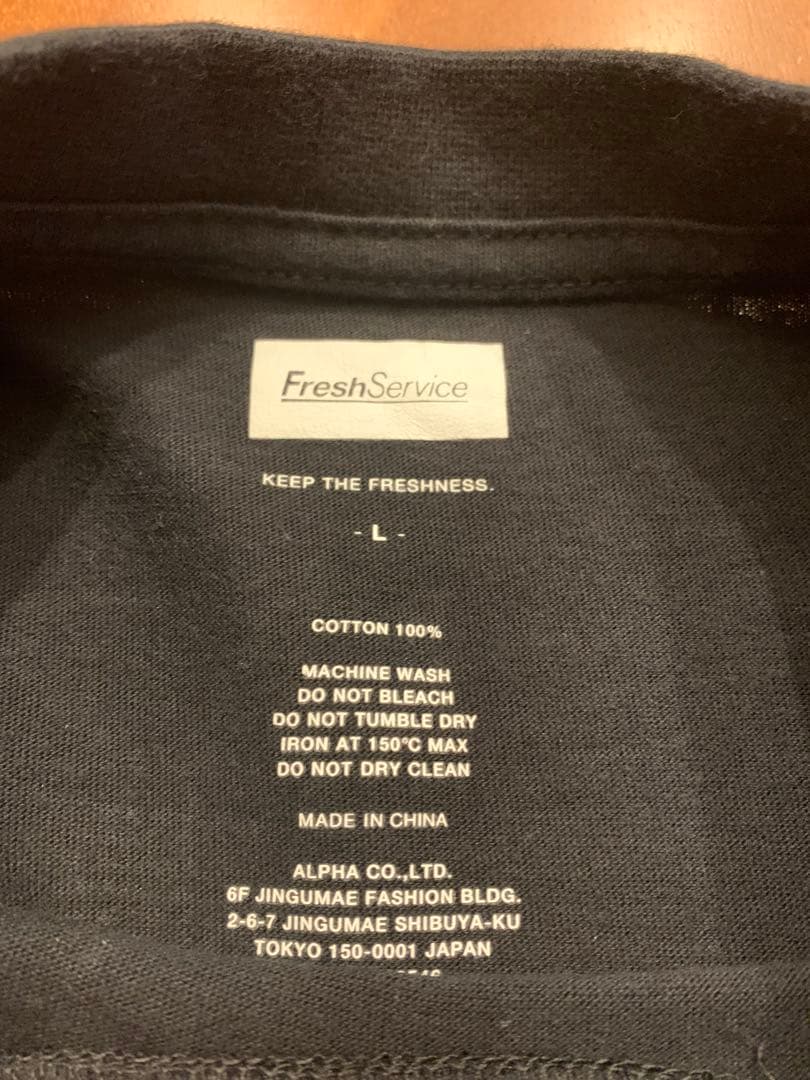 FreshService
KEEP THE FRESHNESS.
- L -
COTTON 100%
MACHINE WASH
DO NOT BLEACH
DO NOT TUMBLE DRY
IRON AT 150°C MAX
DO NOT DRY CLEAN
MADE IN CHINA
ALPHA CO.,LTD.
6F JINGUMAE FASHION BLDG.
2-6-7 JINGUMAE SHIBUYA-KU
TOKYO 150-0001 JAPAN